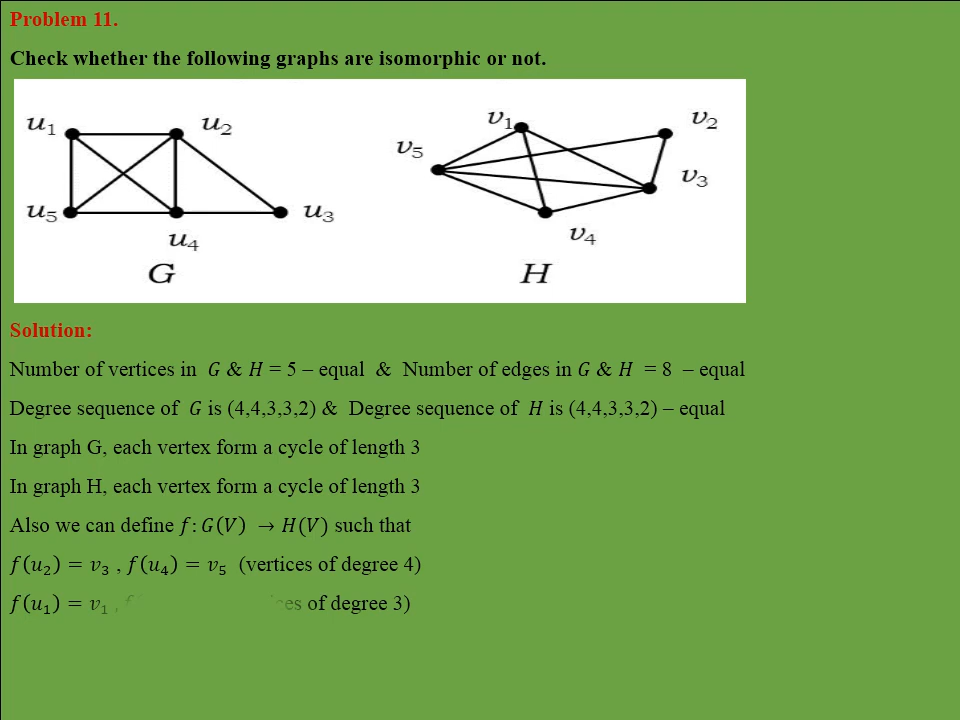 Problem 11.
Check whether the following graphs are isomorphic or not.
u₁ u₂ v₁ v₂
v₅
v₃
u₅ u₃
u₄ v₄
G H
Solution:
Number of vertices in G & H = 5 – equal & Number of edges in G & H = 8 – equal
Degree sequence of G is (4,4,3,3,2) & Degree sequence of H is (4,4,3,3,2) – equal
In graph G, each vertex form a cycle of length 3
In graph H, each vertex form a cycle of length 3
Also we can define f: G(V) → H(V) such that
f(u₂) = v₃ , f(u₄) = v₅ (vertices of degree 4)
f(u₁) = v₁ , of degree 3)